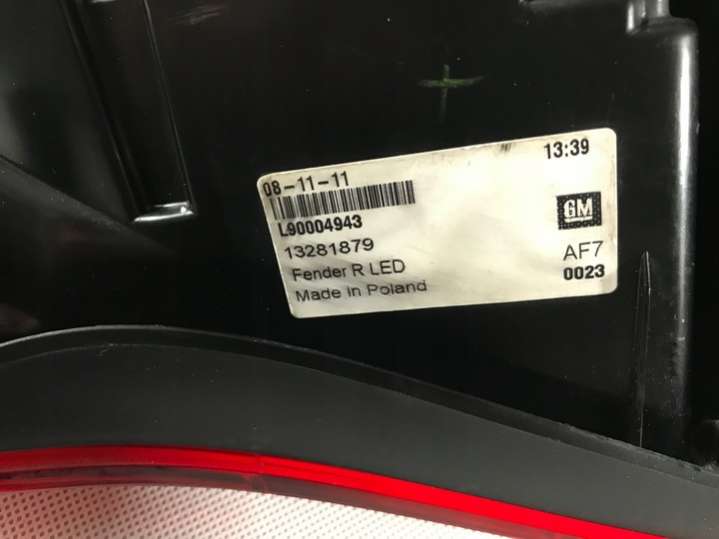 08-11-11 13:39
L90004943
13281879
GM
Fender R LED
AF7
Made in Poland
0023